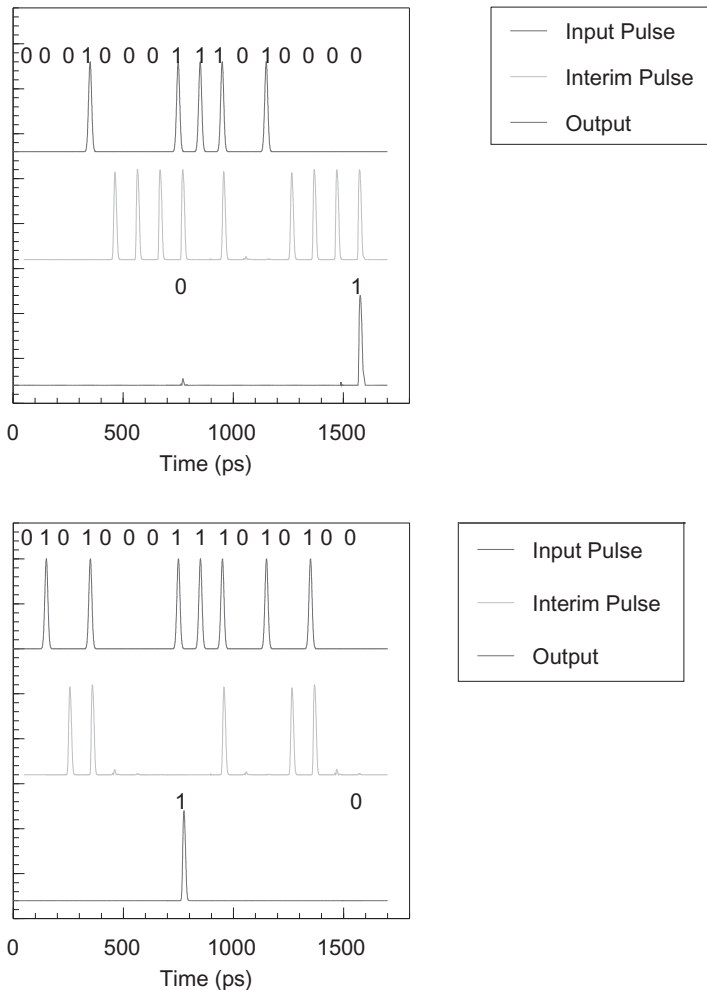 0 0 0 1 0 0 0 1 1 1 0 1 0 0 0 0
0 1
0 500 1000 1500
Time (ps)
Input Pulse
Interim Pulse
Output
0 1 0 1 0 0 0 1 1 1 0 1 0 1 0 0
1 0
0 500 1000 1500
Time (ps)
Input Pulse
Interim Pulse
Output